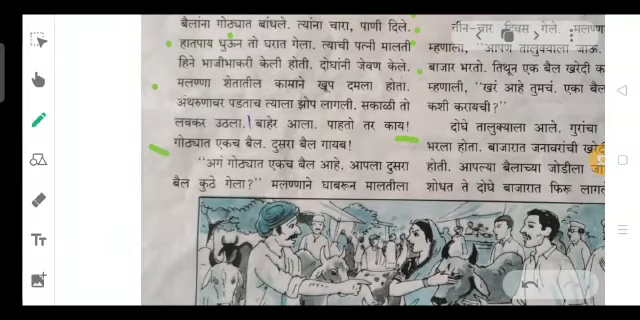 बैलांना गोठ्यात बांधले. त्यांना चारा, पाणी दिले.
हातपाय धुऊन तो घरात गेला. त्याची पत्नी मालती
हिने भाजीभाकरी केली होती. दोघांनी जेवण केले.
मलण्णा शेतातील कामाने खूप दमला होता.
अंथरुणावर पडताच त्याला झोप लागली. सकाळी तो
लवकर उठला. बाहेर आला. पाहतो तर काय!
गोठ्यात एकच बैल. दुसरा बैल गायब!
"अगं गोठ्यात एकच बैल आहे. आपला दुसरा
बैल कुठे गेला?" मलण्णाने घाबरून मालतीला
तीन-चार दिवस गेले.
म्हणाला, "आपण तालुक्याला जाऊ.
बाजार भरतो. तिथून एक बैल खरेदी
म्हणाली, "खरं आहे तुमचं. एका
कशी करायची?"
दोघे तालुक्याला आले. गुरांचा
भरला होता. बाजारात जनावरांची
होती. आपल्या बैलाच्या जोडीला
शोधत ते दोघे बाजारात फिरू
Tт